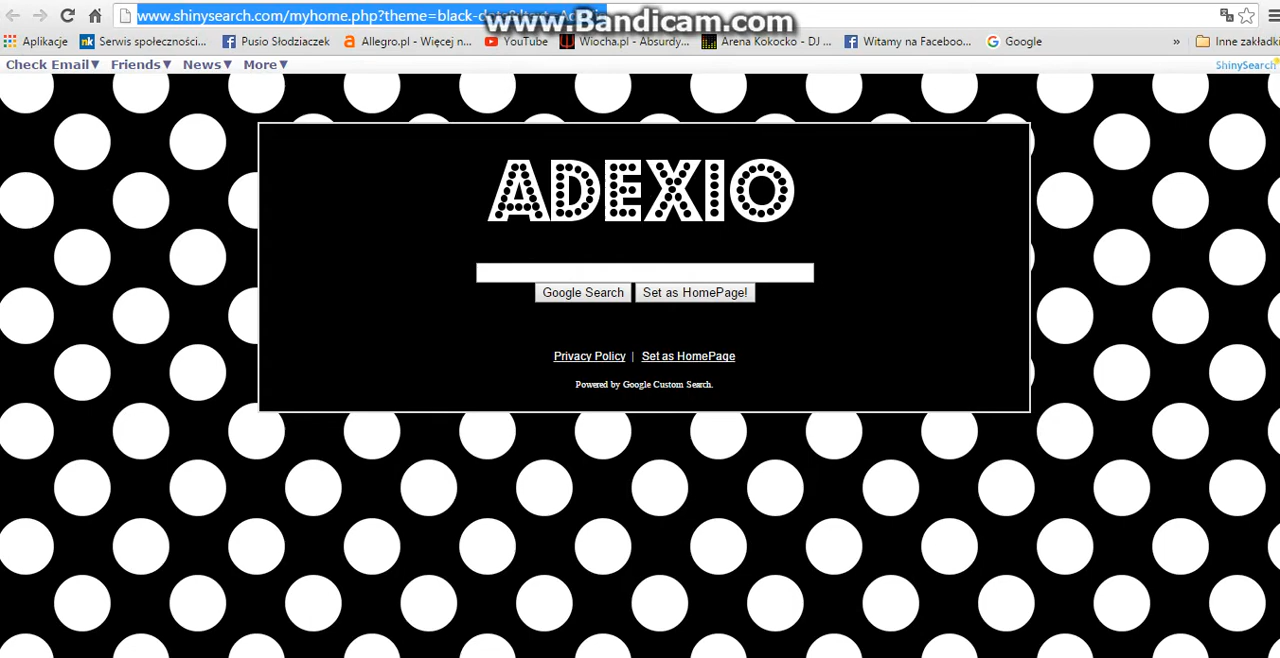 www.shinysearch.com/myhome.php?theme=black-
www.Bandicam.com
Aplikacje Serwis społecznośc... Pusio Słodziaczek Allegro.pl - Więcej n... YouTube Wiocha.pl - Absurdy... Arena Kokocko - DJ ... Witamy na Faceboo... Google » Inne zakładki
Check Email▼ Friends▼ News▼ More▼ ShinySearch
ADEXIO
Google Search Set as HomePage!
Privacy Policy | Set as HomePage
Powered by Google Custom Search.